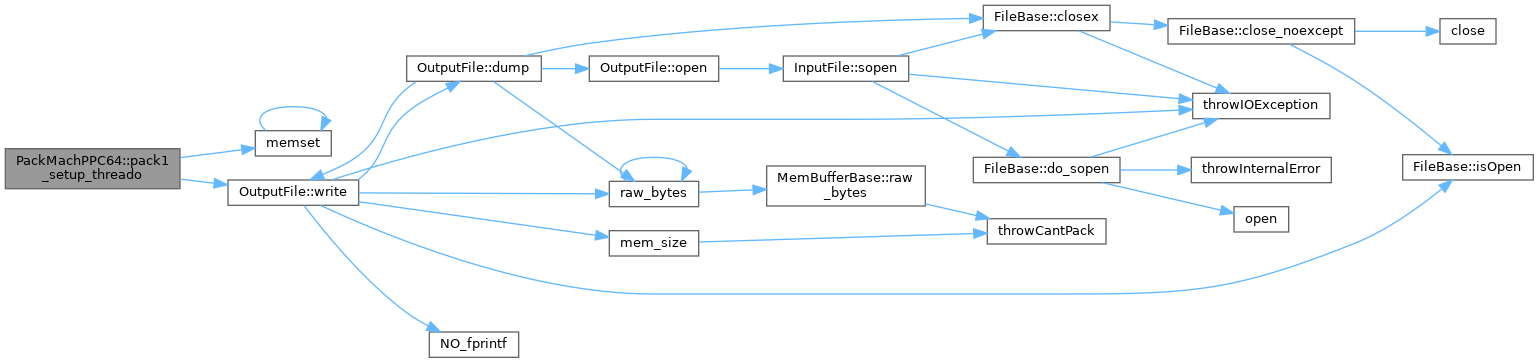 PackMachPPC64::pack1
_setup_threado
memset
OutputFile::write
OutputFile::dump
OutputFile::open
InputFile::sopen
FileBase::closex
FileBase::close_noexcept
close
throwIOException
FileBase::isOpen
FileBase::do_sopen
throwInternalError
open
raw_bytes
MemBufferBase::raw
_bytes
throwCantPack
mem_size
NO_fprintf